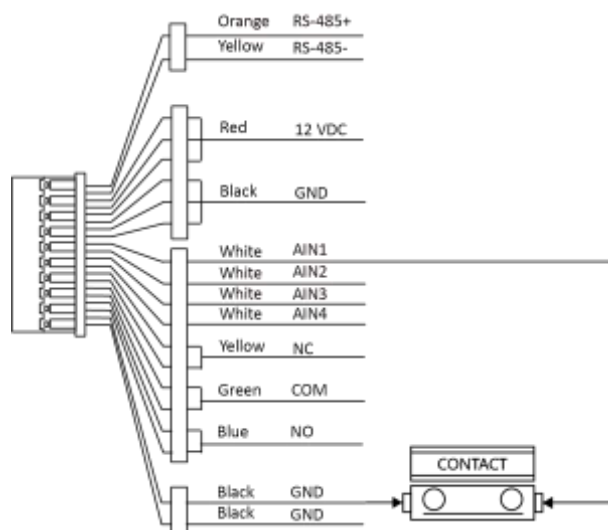 Orange RS-485+
Yellow RS-485-
Red 12 VDC
Black GND
White AIN1
White AIN2
White AIN3
White AIN4
Yellow NC
Green COM
Blue NO
CONTACT
Black GND
Black GND